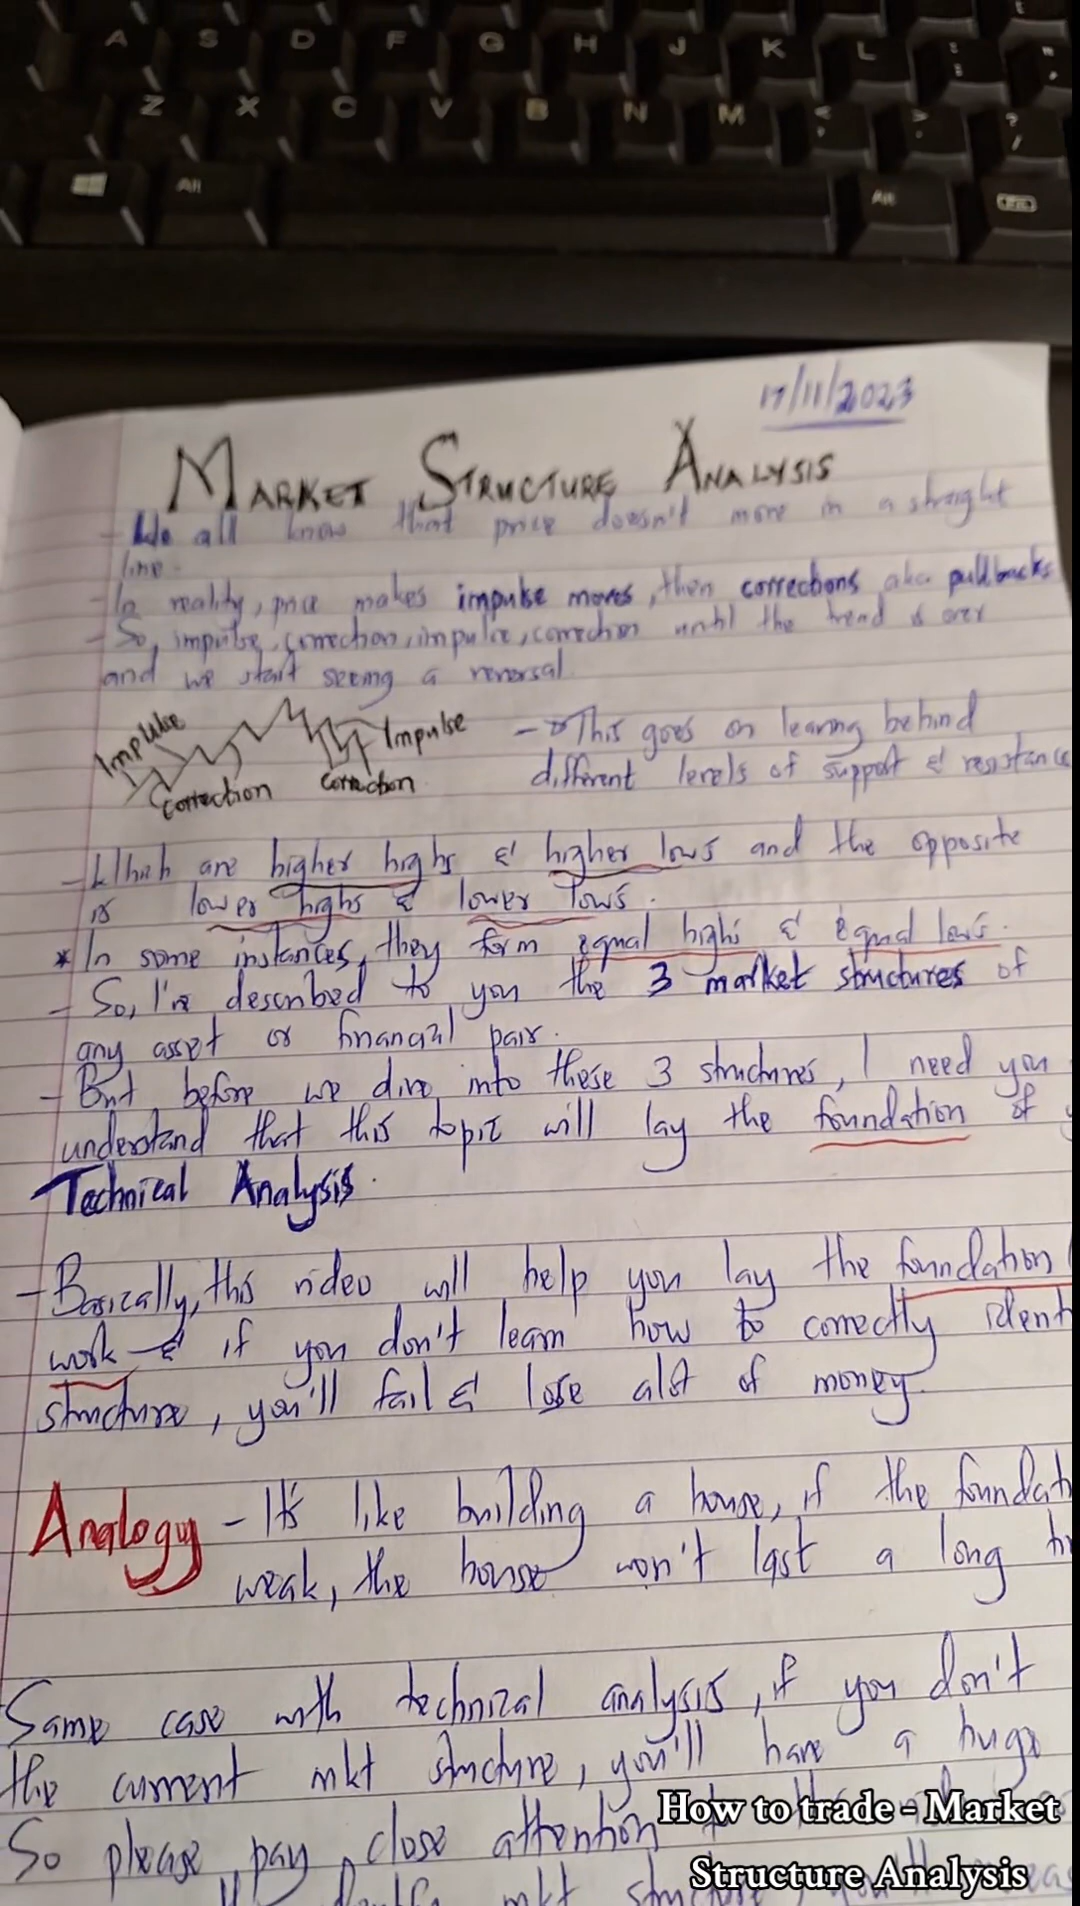 A S D F G H J K L : ;
Z X C V B N M < > ? /
Alt Alt Fn
17/11/2023
MARKET STRUCTURE ANALYSIS
- We all know that price doesn't move in a straight
line.
- In reality, price makes impulse moves, then corrections aka pullbacks
- So, impulse, correction, impulse, correction until the trend is over
and we start seeing a reversal
Impulse
Correction
Correction
Impulse
- This goes on leaving behind
different levels of support & resistance
- Which are higher highs & higher lows and the opposite
is lower highs & lower lows.
* In some instances, they form equal highs & equal lows.
- So, I've described to you the 3 market structures of
any asset or financial pair.
- But before we dive into these 3 structures, I need you
understand that this topic will lay the foundation of
Technical Analysis.
- Basically, this video will help you lay the foundation
work & if you don't learn how to correctly ident
structure, you'll fail & lose alot of money.
Analogy - It's like building a house, if the foundat
weak, the house won't last a long
Same case with technical analysis, if you don't
the current mkt structure, you'll have a huge
So please pay close attention
mkt
How to trade - Market
Structure Analysis